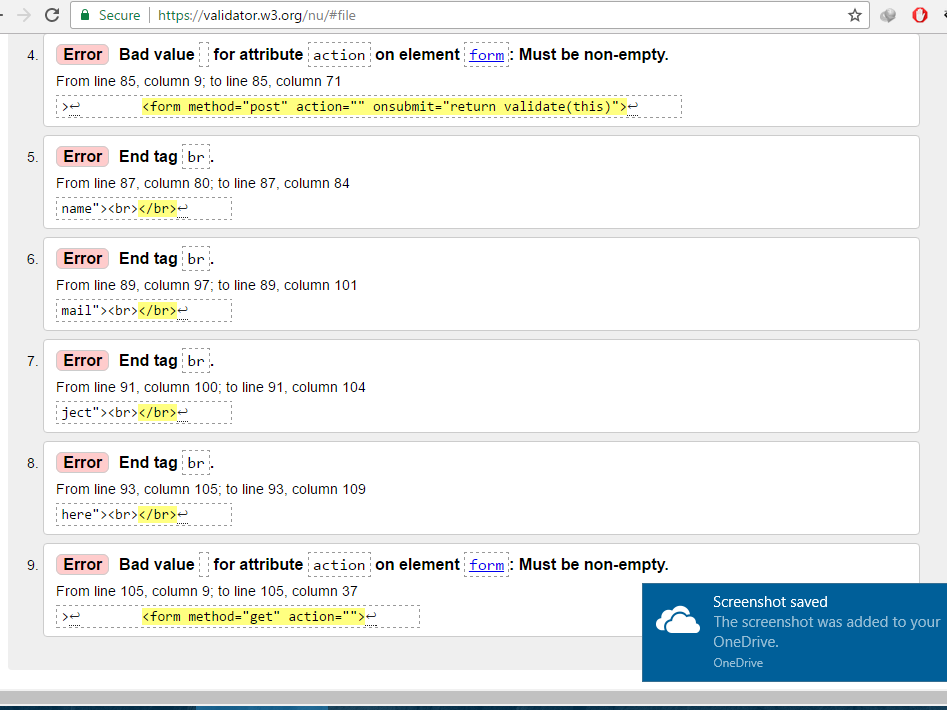 Secure https://validator.w3.org/nu/#file
4. Error Bad value for attribute action on element form: Must be non-empty.
From line 85, column 9; to line 85, column 71
>↩ <form method="post" action="" onsubmit="return validate(this)">↩
5. Error End tag br.
From line 87, column 80; to line 87, column 84
name"><br></br>↩
6. Error End tag br.
From line 89, column 97; to line 89, column 101
mail"><br></br>↩
7. Error End tag br.
From line 91, column 100; to line 91, column 104
ject"><br></br>↩
8. Error End tag br.
From line 93, column 105; to line 93, column 109
here"><br></br>↩
9. Error Bad value for attribute action on element form: Must be non-empty.
From line 105, column 9; to line 105, column 37
>↩ <form method="get" action="">↩
Screenshot saved
The screenshot was added to your
OneDrive.
OneDrive